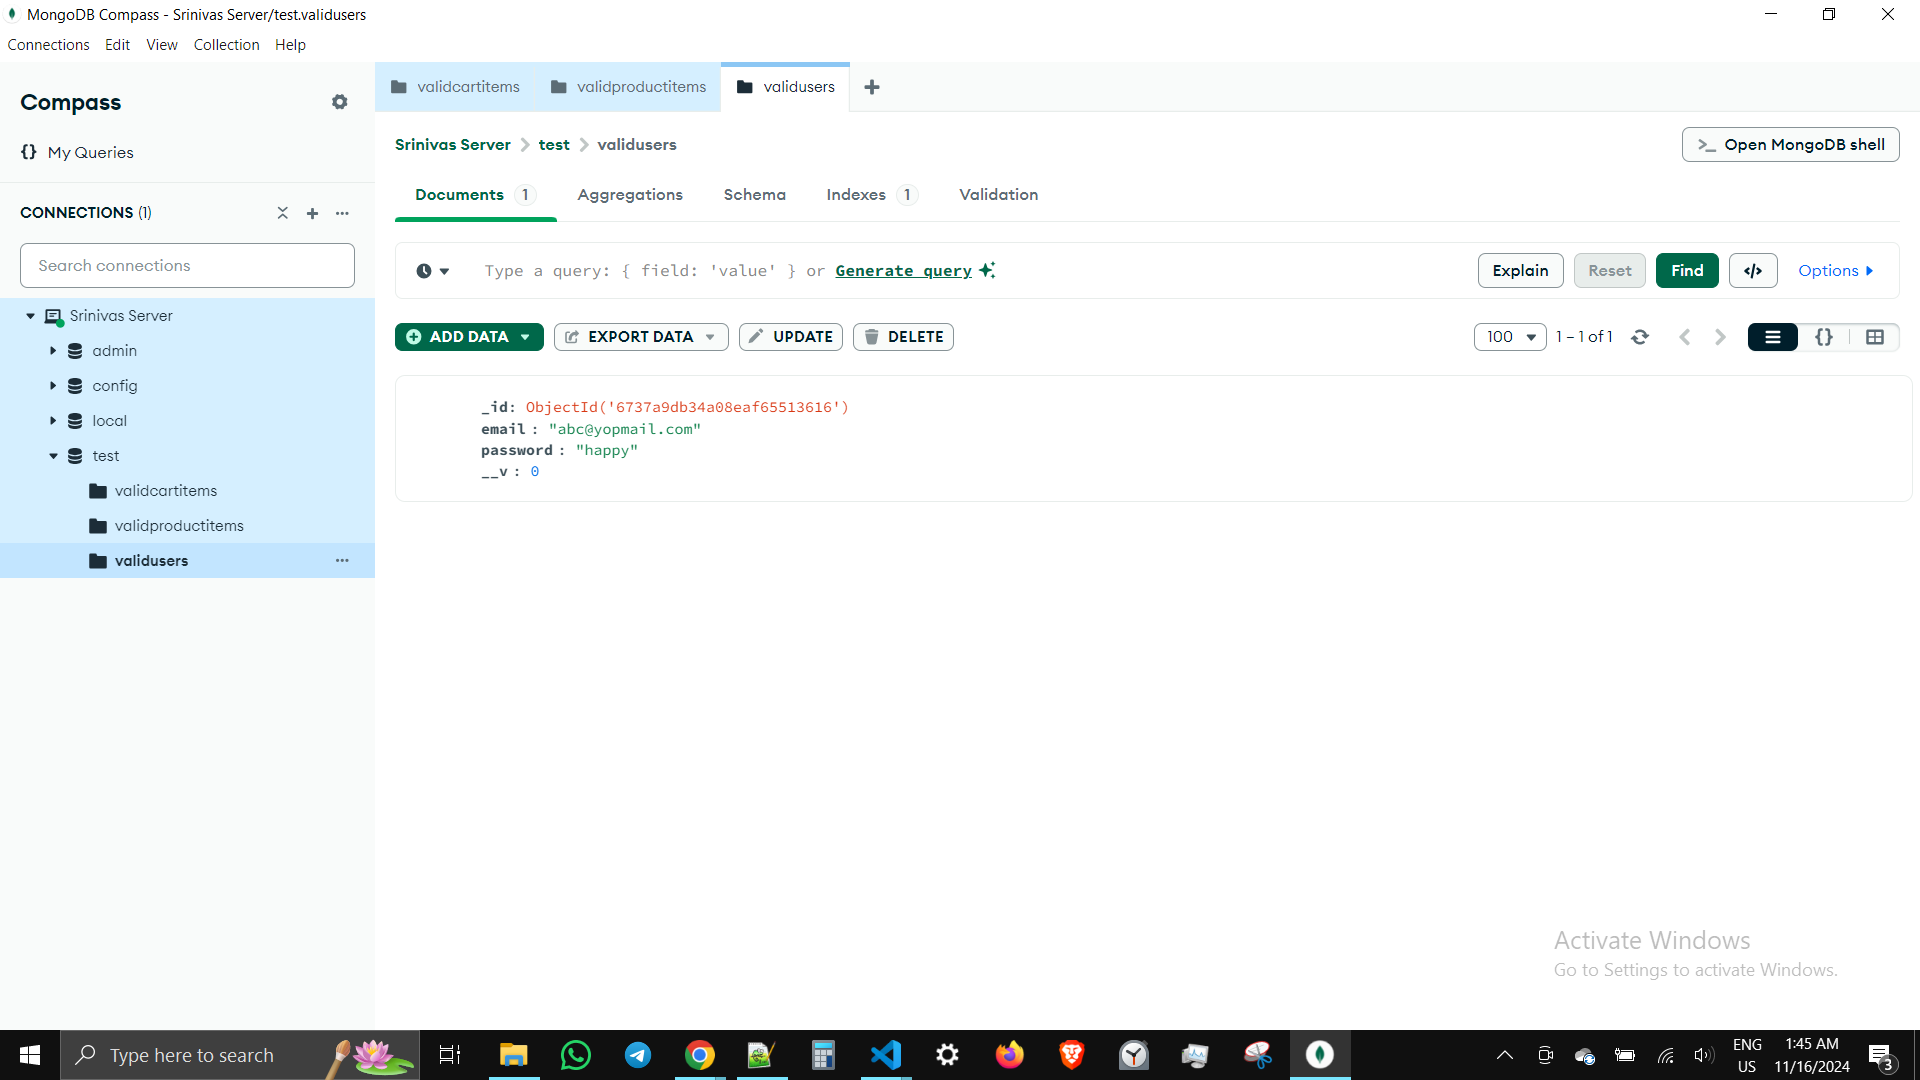 MongoDB Compass - Srinivas Server/test.validusers
Connections Edit View Collection Help
Compass
{} My Queries
CONNECTIONS (1)
Search connections
Srinivas Server
admin
config
local
test
validcartitems
validproductitems
validusers
validcartitems validproductitems validusers
Srinivas Server > test > validusers
>_ Open MongoDB shell
Documents 1 Aggregations Schema Indexes 1 Validation
Type a query: { field: 'value' } or Generate query
Explain Reset Find </> Options
ADD DATA EXPORT DATA UPDATE DELETE
100 1 – 1 of 1 {}
_id: ObjectId('6737a9db34a08eaf65513616')
email : "abc@yopmail.com"
password : "happy"
__v : 0
Activate Windows
Go to Settings to activate Windows.
Type here to search
ENG
US
1:45 AM
11/16/2024
3